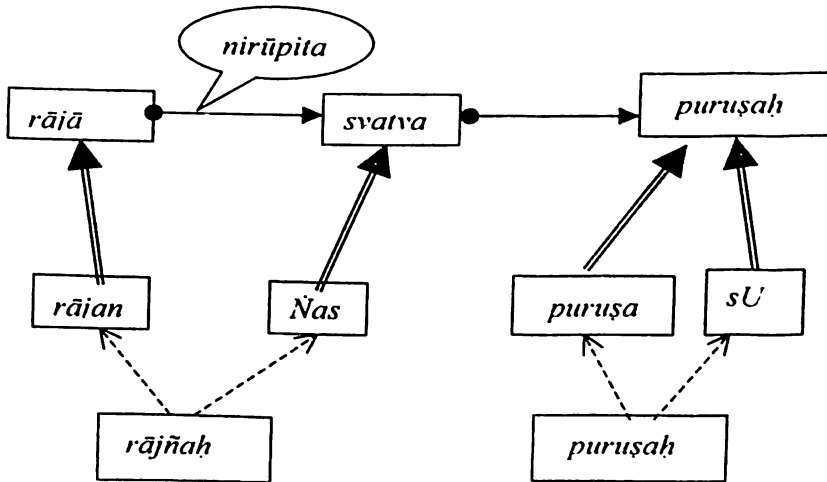 nirūpita
rājā
svatva
puruṣaḥ
rājan
Ṅas
puruṣa
sU
rājñaḥ
puruṣaḥ